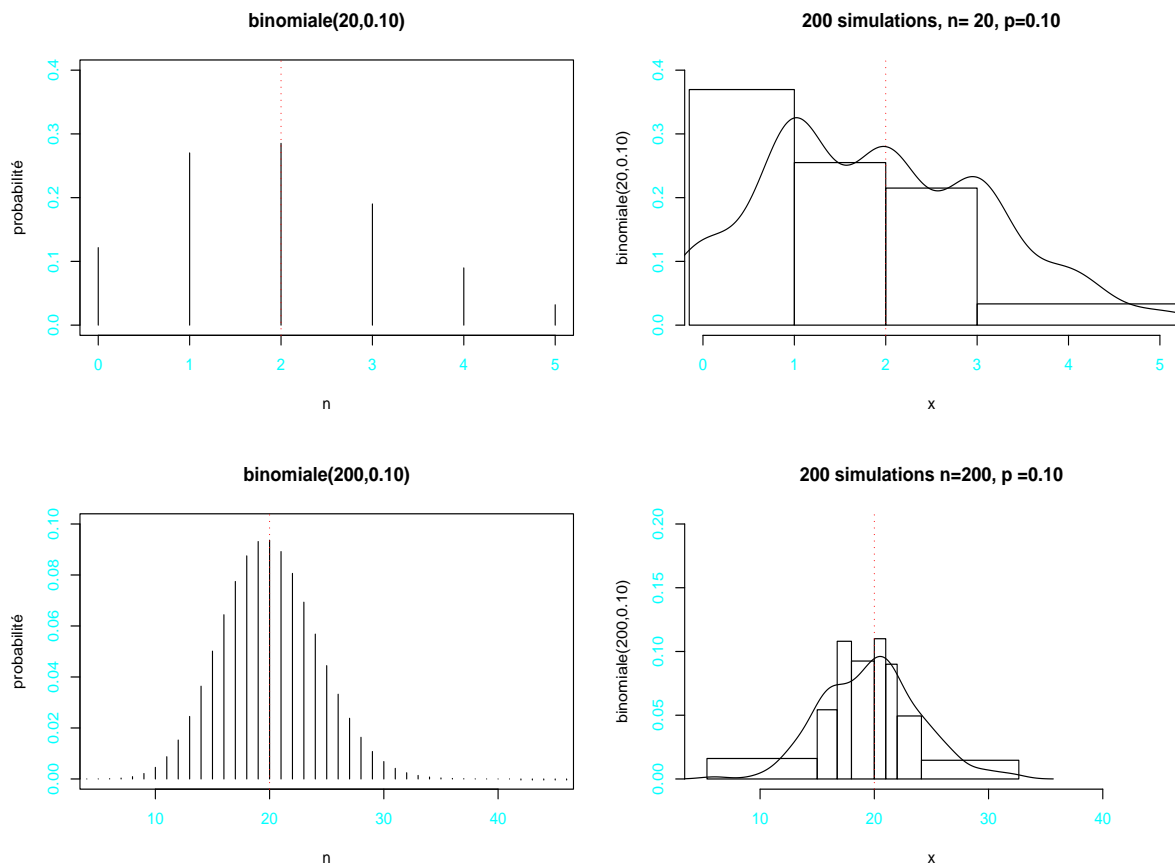 binomiale(20,0.10)
probabilité
0.4
0.3
0.2
0.1
0.0
0 1 2 3 4 5
n
200 simulations, n= 20, p=0.10
binomiale(20,0.10)
0.4
0.3
0.2
0.1
0.0
0 1 2 3 4 5
x
binomiale(200,0.10)
probabilité
0.10
0.08
0.06
0.04
0.02
0.00
10 20 30 40
n
200 simulations n=200, p =0.10
binomiale(200,0.10)
0.20
0.15
0.10
0.05
0.00
10 20 30 40
x